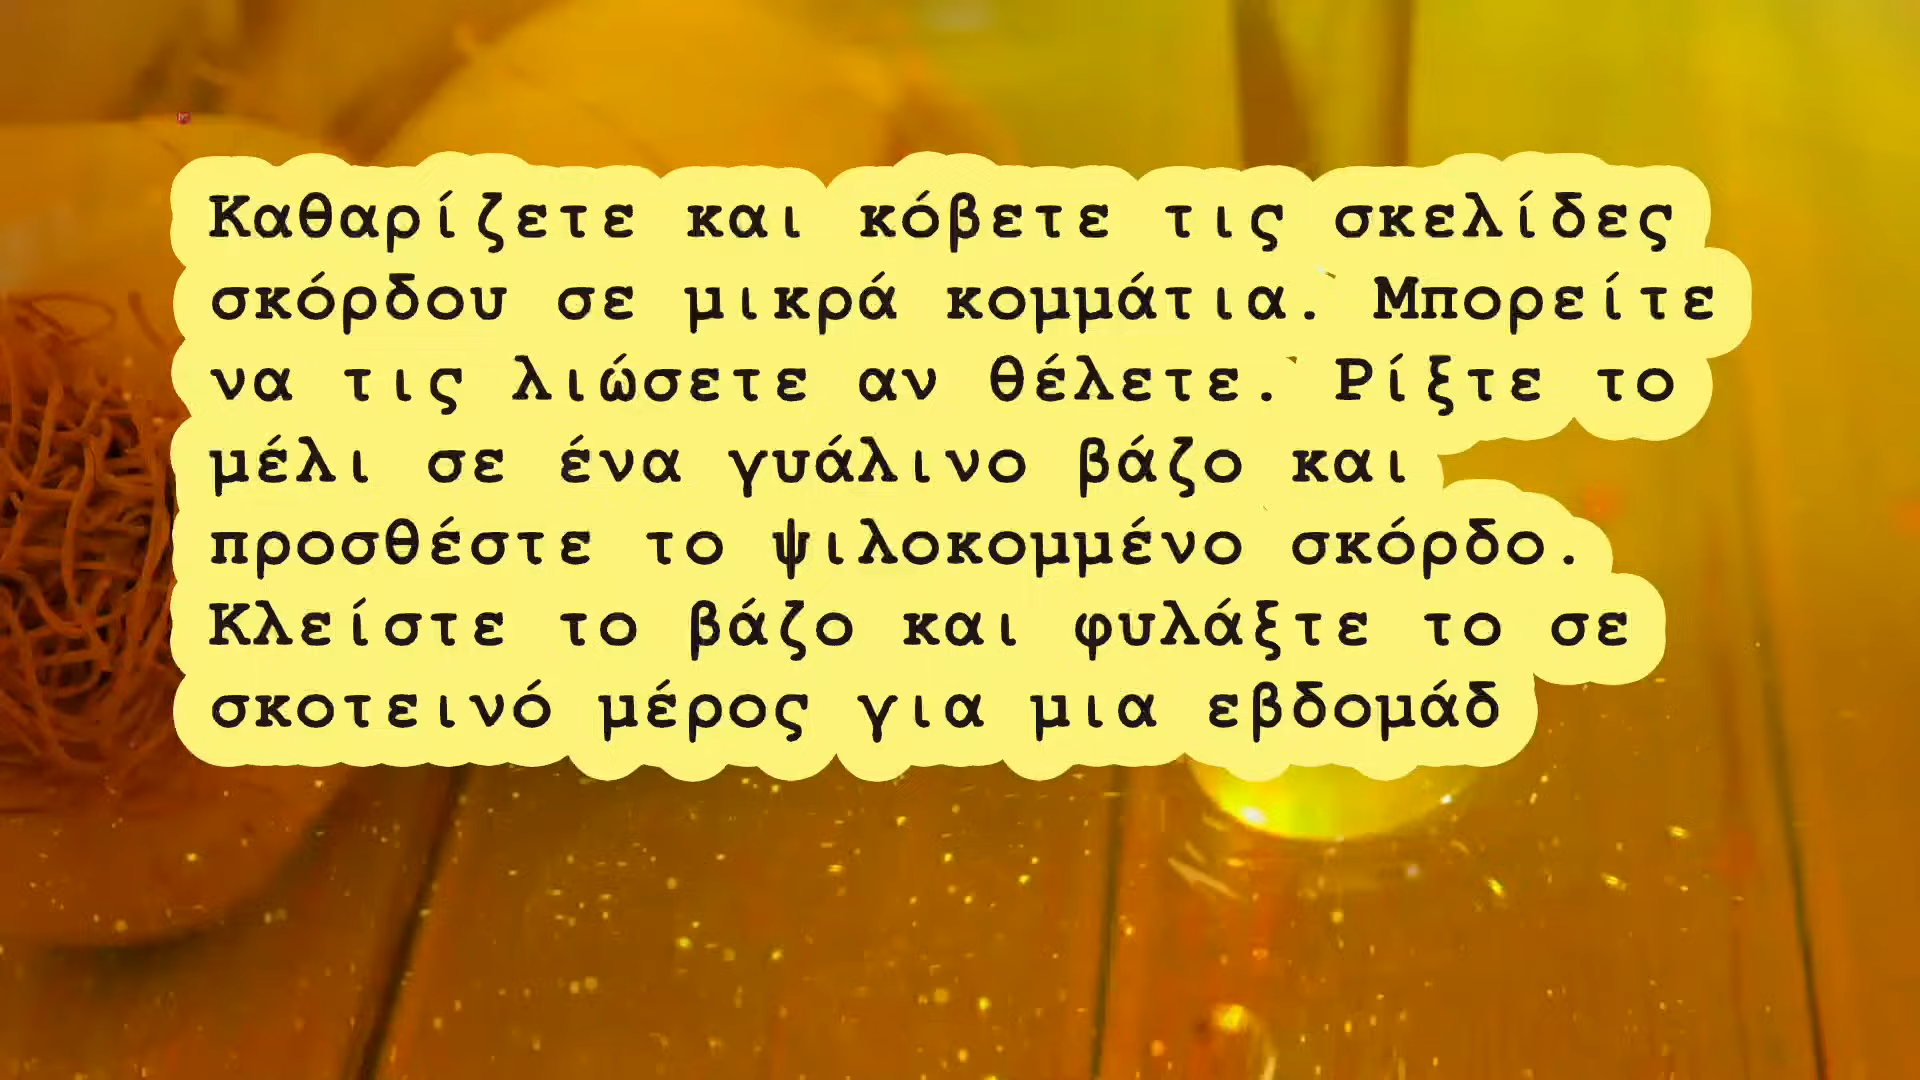 Καθαρίζετε και κόβετε τις σκελίδες
σκόρδου σε μικρά κομμάτια. Μπορείτε
να τις λιώσετε αν θέλετε. Ρίξτε το
μέλι σε ένα γυάλινο βάζο και
προσθέστε το ψιλοκομμένο σκόρδο.
Κλείστε το βάζο και φυλάξτε το σε
σκοτεινό μέρος για μια εβδομάδ